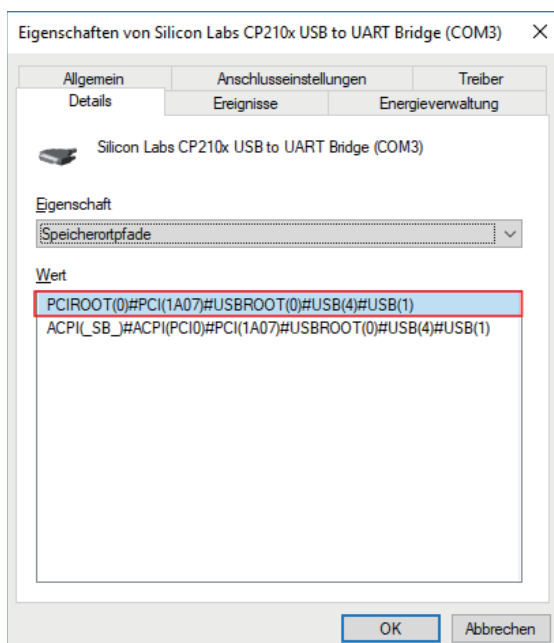 Eigenschaften von Silicon Labs CP210x USB to UART Bridge (COM3)
Allgemein Anschlusseinstellungen Treiber
Details Ereignisse Energieverwaltung
Silicon Labs CP210x USB to UART Bridge (COM3)
Eigenschaft
Speicherortpfade
Wert
PCIROOT(0)#PCI(1A07)#USBROOT(0)#USB(4)#USB(1)
ACPI(_SB_)#ACPI(PCI0)#PCI(1A07)#USBROOT(0)#USB(4)#USB(1)
OK Abbrechen